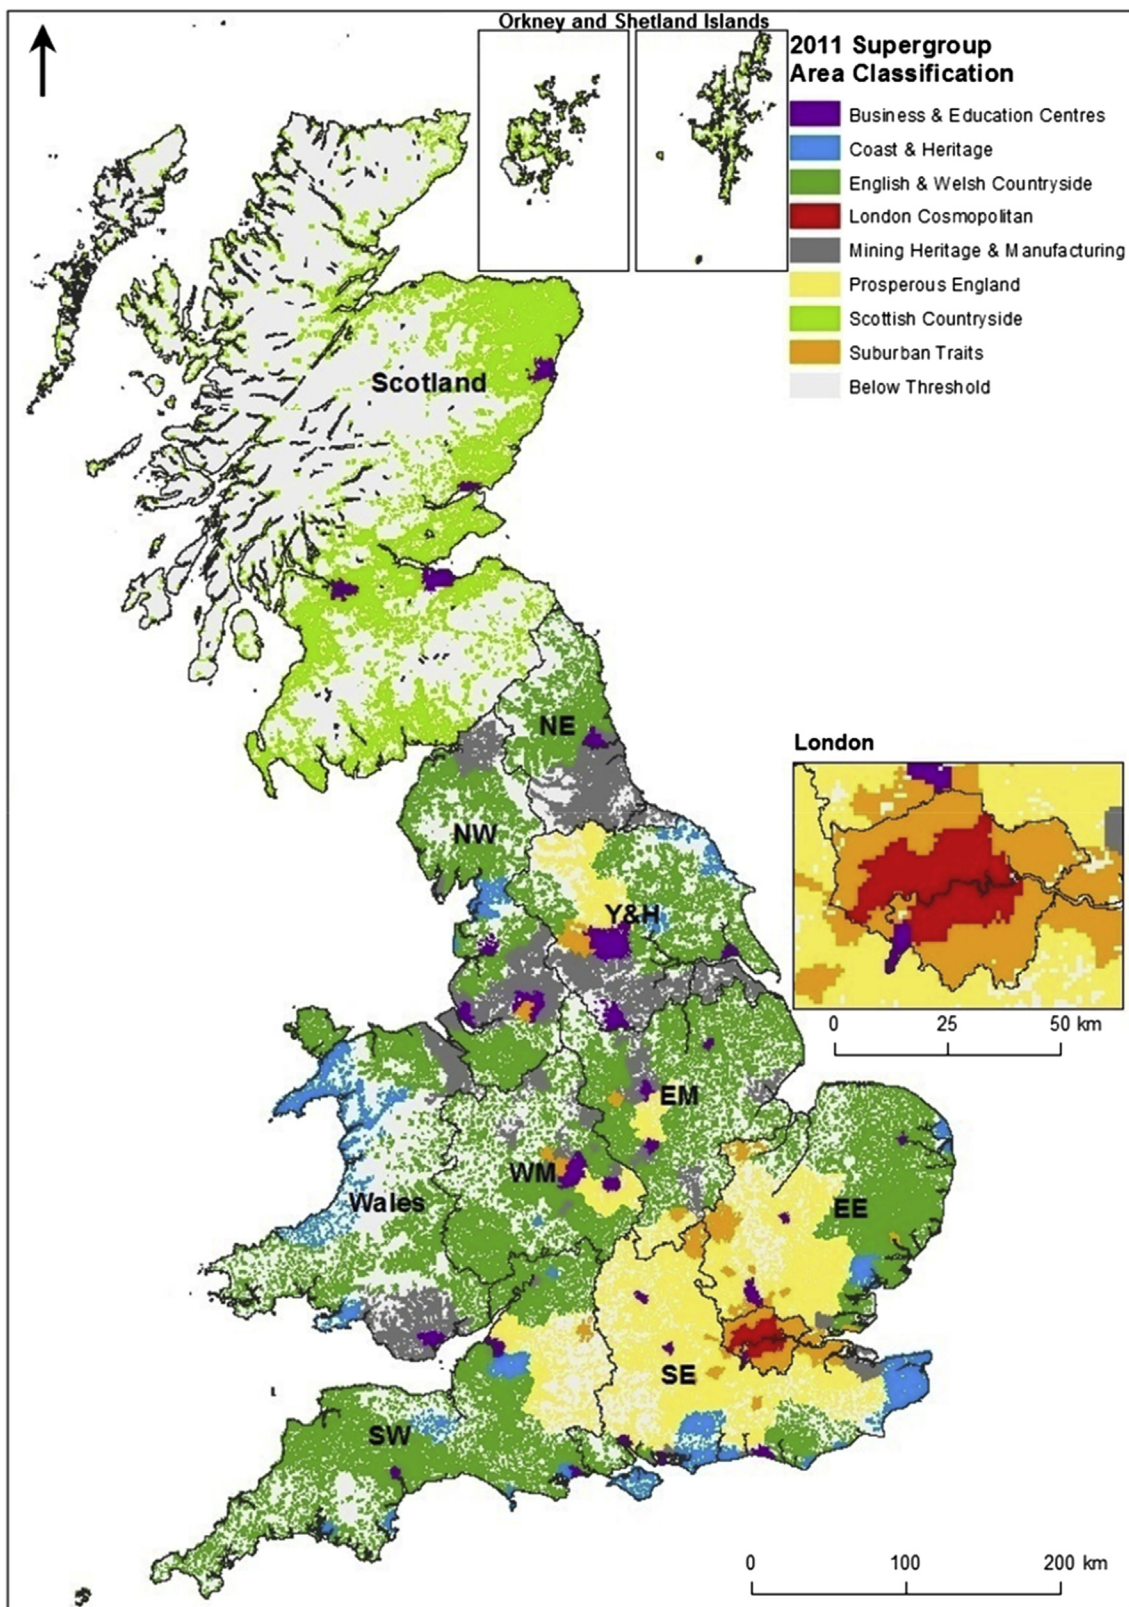 Orkney and Shetland Islands
2011 Supergroup
Area Classification
Business & Education Centres
Coast & Heritage
English & Welsh Countryside
London Cosmopolitan
Mining Heritage & Manufacturing
Prosperous England
Scottish Countryside
Suburban Traits
Below Threshold
Scotland
NE
London
NW
Y&H
0 25 50 km
EM
WM
Wales
EE
SE
SW
0 100 200 km